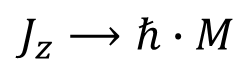 J_Z ⟶ ℏ · M